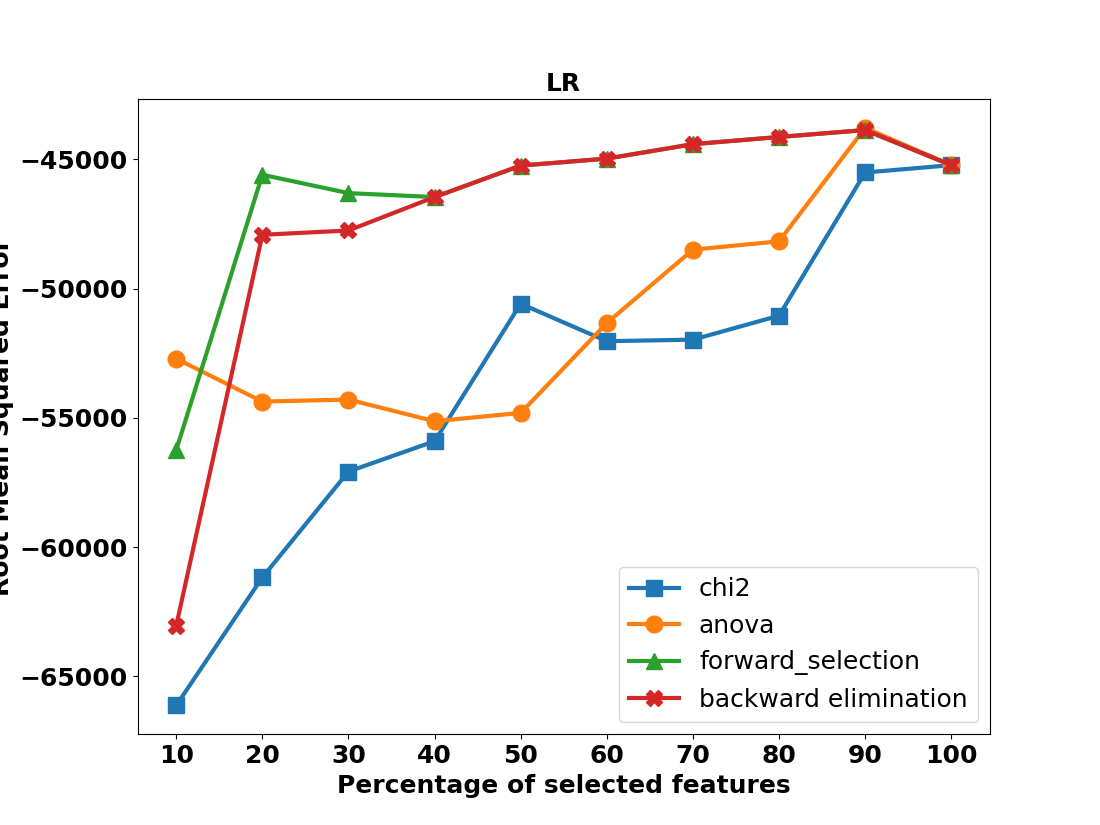 LR
−45000
−50000
−55000
−60000
−65000
Root Mean Squared Error
10 20 30 40 50 60 70 80 90 100
Percentage of selected features
chi2
anova
forward_selection
backward elimination